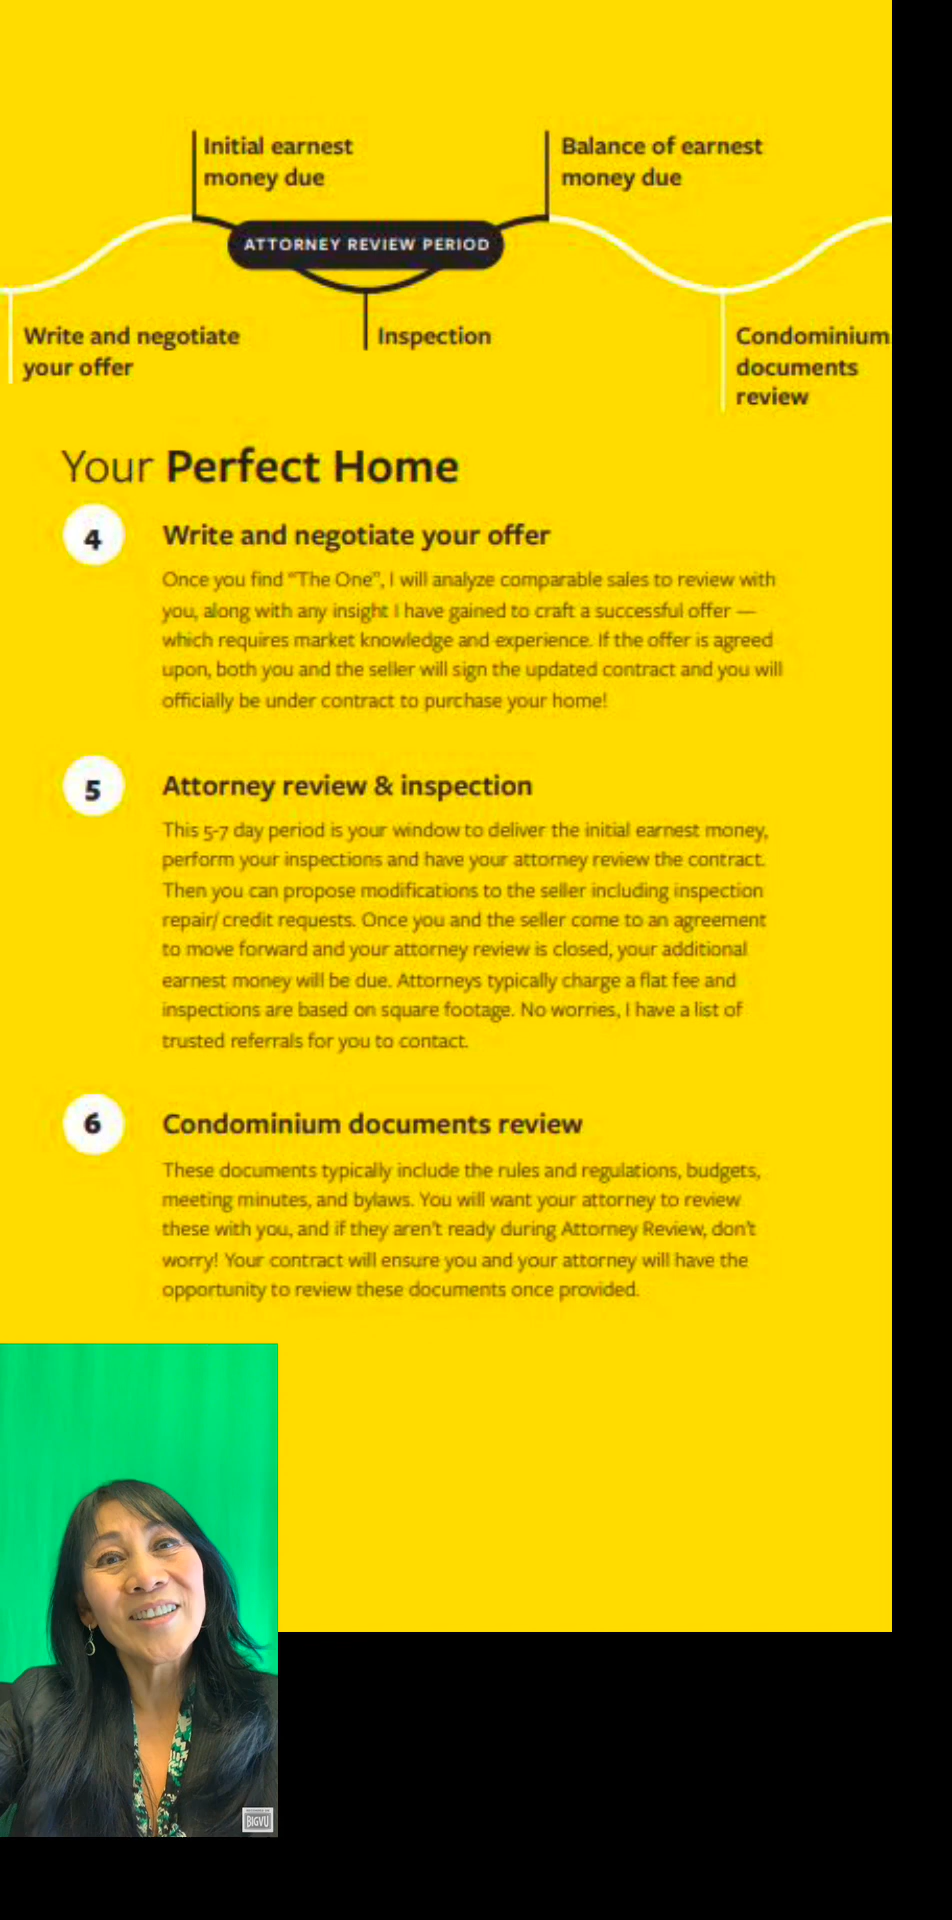 Initial earnest
money due
Balance of earnest
money due
ATTORNEY REVIEW PERIOD
Write and negotiate
your offer
Inspection
Condominium
documents
review
Your Perfect Home
4
Write and negotiate your offer
Once you find “The One”, I will analyze comparable sales to review with
you, along with any insight I have gained to craft a successful offer —
which requires market knowledge and experience. If the offer is agreed
upon, both you and the seller will sign the updated contract and you will
officially be under contract to purchase your home!
5
Attorney review & inspection
This 5-7 day period is your window to deliver the initial earnest money,
perform your inspections and have your attorney review the contract.
Then you can propose modifications to the seller including inspection
repair/ credit requests. Once you and the seller come to an agreement
to move forward and your attorney review is closed, your additional
earnest money will be due. Attorneys typically charge a flat fee and
inspections are based on square footage. No worries, I have a list of
trusted referrals for you to contact.
6
Condominium documents review
These documents typically include the rules and regulations, budgets,
meeting minutes, and bylaws. You will want your attorney to review
these with you, and if they aren’t ready during Attorney Review, don’t
worry! Your contract will ensure you and your attorney will have the
opportunity to review these documents once provided.
BIGVU